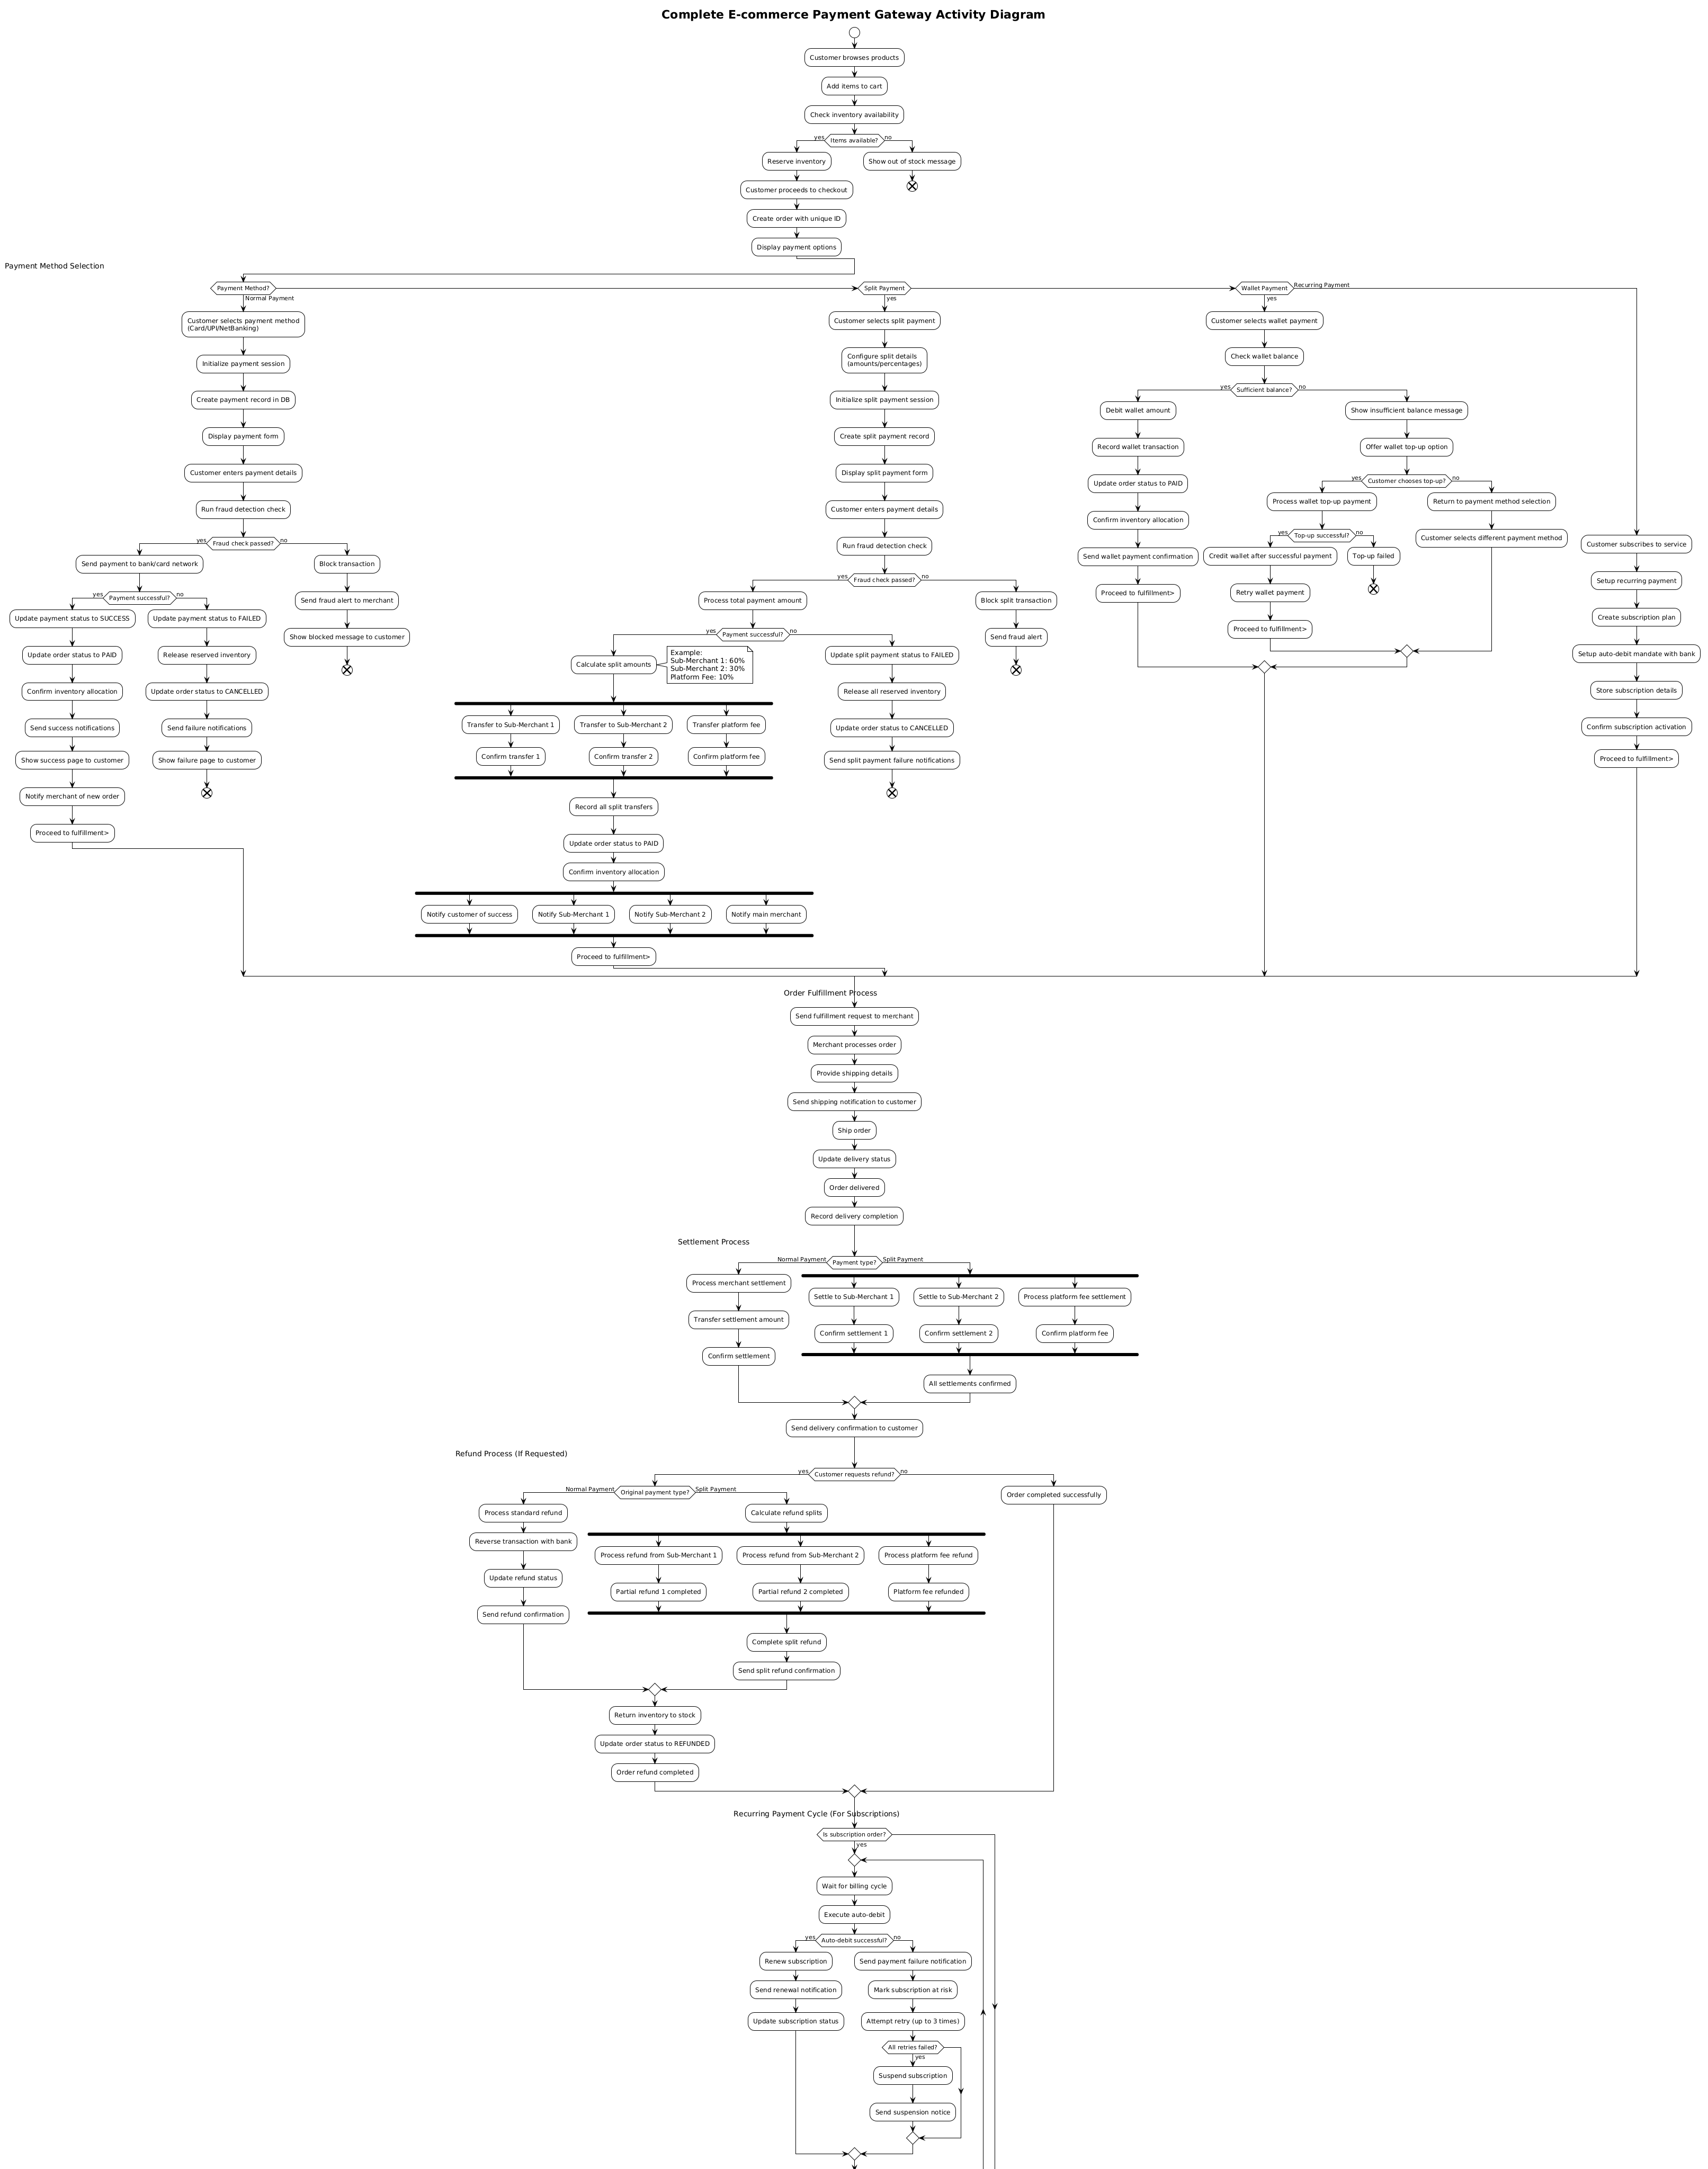 Complete E-commerce Payment Gateway Activity Diagram
Customer browses products
Add items to cart
Check inventory availability
Items available?
yes
no
Reserve inventory
Customer proceeds to checkout
Create order with unique ID
Display payment options
Show out of stock message
Payment Method Selection
Payment Method?
Normal Payment
Customer selects payment method
(Card/UPI/NetBanking)
Initialize payment session
Create payment record in DB
Display payment form
Customer enters payment details
Run fraud detection check
Fraud check passed?
yes
no
Send payment to bank/card network
Payment successful?
yes
no
Update payment status to SUCCESS
Update order status to PAID
Confirm inventory allocation
Send success notifications
Show success page to customer
Notify merchant of new order
Proceed to fulfillment>
Update payment status to FAILED
Release reserved inventory
Update order status to CANCELLED
Send failure notifications
Show failure page to customer
Block transaction
Send fraud alert to merchant
Show blocked message to customer
Split Payment
yes
Customer selects split payment
Configure split details
(amounts/percentages)
Initialize split payment session
Create split payment record
Display split payment form
Customer enters payment details
Run fraud detection check
Fraud check passed?
yes
no
Process total payment amount
Payment successful?
yes
no
Calculate split amounts
Example:
Sub-Merchant 1: 60%
Sub-Merchant 2: 30%
Platform Fee: 10%
Transfer to Sub-Merchant 1
Confirm transfer 1
Transfer to Sub-Merchant 2
Confirm transfer 2
Transfer platform fee
Confirm platform fee
Record all split transfers
Update order status to PAID
Confirm inventory allocation
Notify customer of success
Notify Sub-Merchant 1
Notify Sub-Merchant 2
Notify main merchant
Proceed to fulfillment>
Update split payment status to FAILED
Release all reserved inventory
Update order status to CANCELLED
Send split payment failure notifications
Block split transaction
Send fraud alert
Wallet Payment
yes
Customer selects wallet payment
Check wallet balance
Sufficient balance?
yes
no
Debit wallet amount
Record wallet transaction
Update order status to PAID
Confirm inventory allocation
Send wallet payment confirmation
Proceed to fulfillment>
Show insufficient balance message
Offer wallet top-up option
Customer chooses top-up?
yes
no
Process wallet top-up payment
Top-up successful?
yes
no
Credit wallet after successful payment
Retry wallet payment
Proceed to fulfillment>
Top-up failed
Return to payment method selection
Customer selects different payment method
Recurring Payment
Customer subscribes to service
Setup recurring payment
Create subscription plan
Setup auto-debit mandate with bank
Store subscription details
Confirm subscription activation
Proceed to fulfillment>
Order Fulfillment Process
Send fulfillment request to merchant
Merchant processes order
Provide shipping details
Send shipping notification to customer
Ship order
Update delivery status
Order delivered
Record delivery completion
Settlement Process
Payment type?
Normal Payment
Split Payment
Process merchant settlement
Transfer settlement amount
Confirm settlement
Settle to Sub-Merchant 1
Confirm settlement 1
Settle to Sub-Merchant 2
Confirm settlement 2
Process platform fee settlement
Confirm platform fee
All settlements confirmed
Send delivery confirmation to customer
Refund Process (If Requested)
Customer requests refund?
yes
no
Original payment type?
Normal Payment
Split Payment
Process standard refund
Reverse transaction with bank
Update refund status
Send refund confirmation
Calculate refund splits
Process refund from Sub-Merchant 1
Partial refund 1 completed
Process refund from Sub-Merchant 2
Partial refund 2 completed
Process platform fee refund
Platform fee refunded
Complete split refund
Send split refund confirmation
Return inventory to stock
Update order status to REFUNDED
Order refund completed
Order completed successfully
Recurring Payment Cycle (For Subscriptions)
Is subscription order?
yes
Wait for billing cycle
Execute auto-debit
Auto-debit successful?
yes
no
Renew subscription
Send renewal notification
Update subscription status
Send payment failure notification
Mark subscription at risk
Attempt retry (up to 3 times)
All retries failed?
yes
Suspend subscription
Send suspension notice